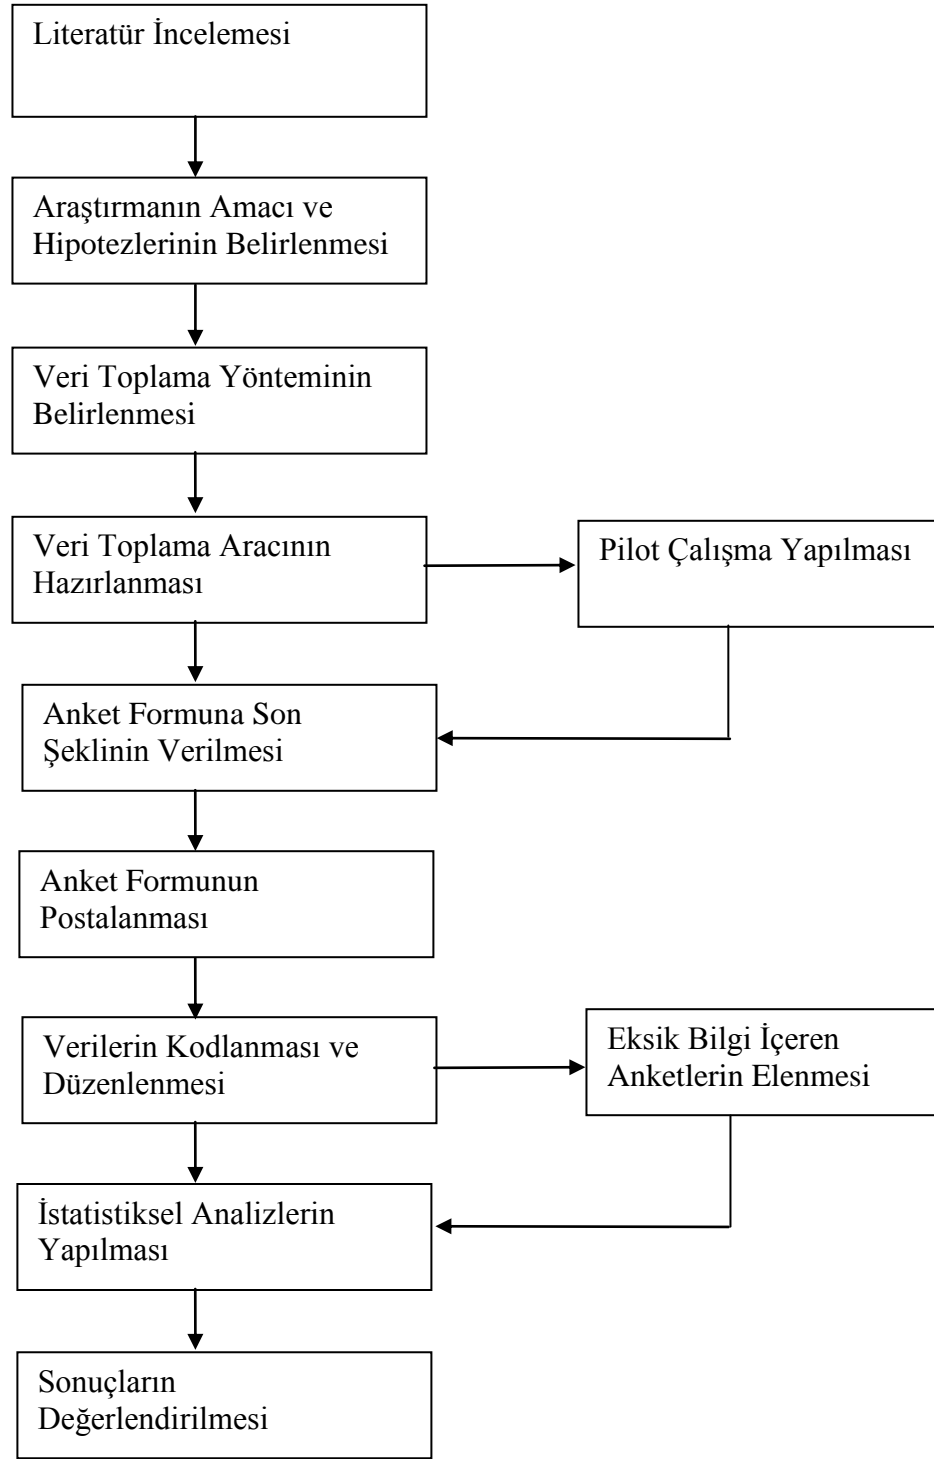 Literatür İncelemesi
Araştırmanın Amacı ve
Hipotezlerinin Belirlenmesi
Veri Toplama Yönteminin
Belirlenmesi
Veri Toplama Aracının
Hazırlanması
Pilot Çalışma Yapılması
Anket Formuna Son
Şeklinin Verilmesi
Anket Formunun
Postalanması
Verilerin Kodlanması ve
Düzenlenmesi
Eksik Bilgi İçeren
Anketlerin Elenmesi
İstatistiksel Analizlerin
Yapılması
Sonuçların
Değerlendirilmesi